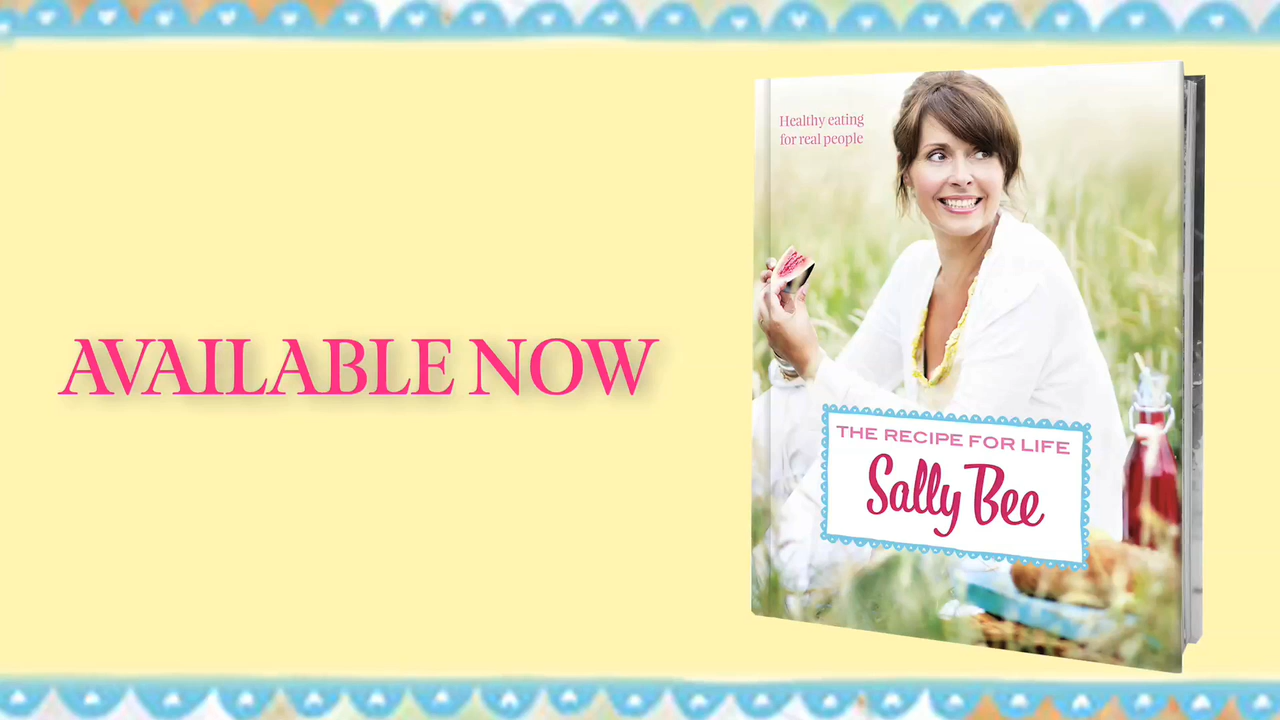 AVAILABLE NOW
Healthy eating
for real people
THE RECIPE FOR LIFE
Sally Bee